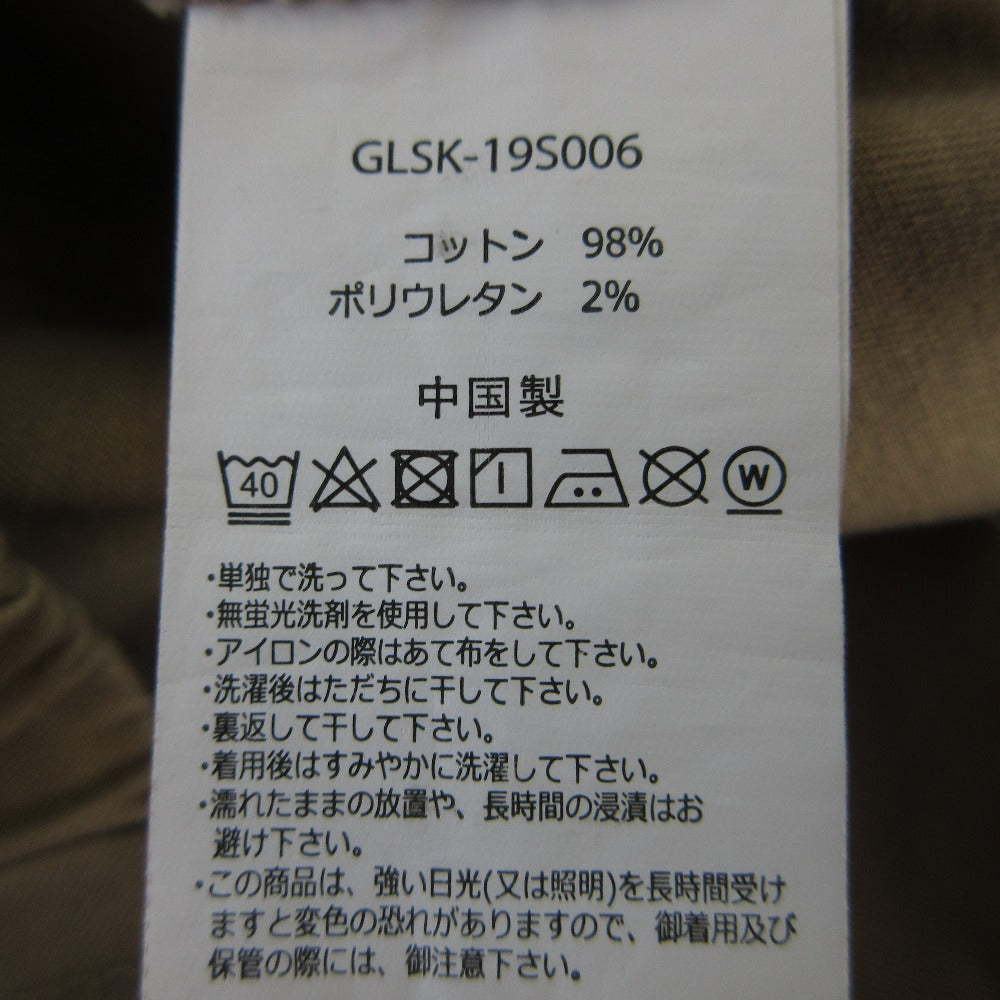 GLSK-19S006
コットン 98%
ポリウレタン 2%
中国製
40 W
・単独で洗って下さい。
・無蛍光洗剤を使用して下さい。
・アイロンの際はあて布をして下さい。
・洗濯後はただちに干して下さい。
・裏返して干して下さい。
・着用後はすみやかに洗濯して下さい。
・濡れたままの放置や、長時間の浸漬はお
避け下さい。
・この商品は、強い日光(又は照明)を長時間受け
ますと変色の恐れがありますので、御着用及び
保管の際には、御注意下さい。